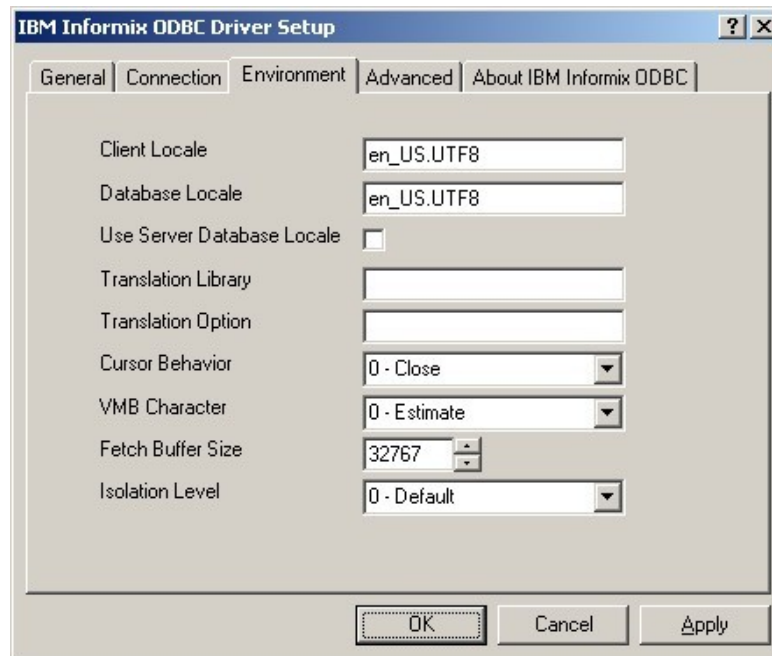 IBM Informix ODBC Driver Setup ? X
General Connection Environment Advanced About IBM Informix ODBC
Client Locale en_US.UTF8
Database Locale en_US.UTF8
Use Server Database Locale
Translation Library
Translation Option
Cursor Behavior 0 - Close
VMB Character 0 - Estimate
Fetch Buffer Size 32767
Isolation Level 0 - Default
OK Cancel Apply